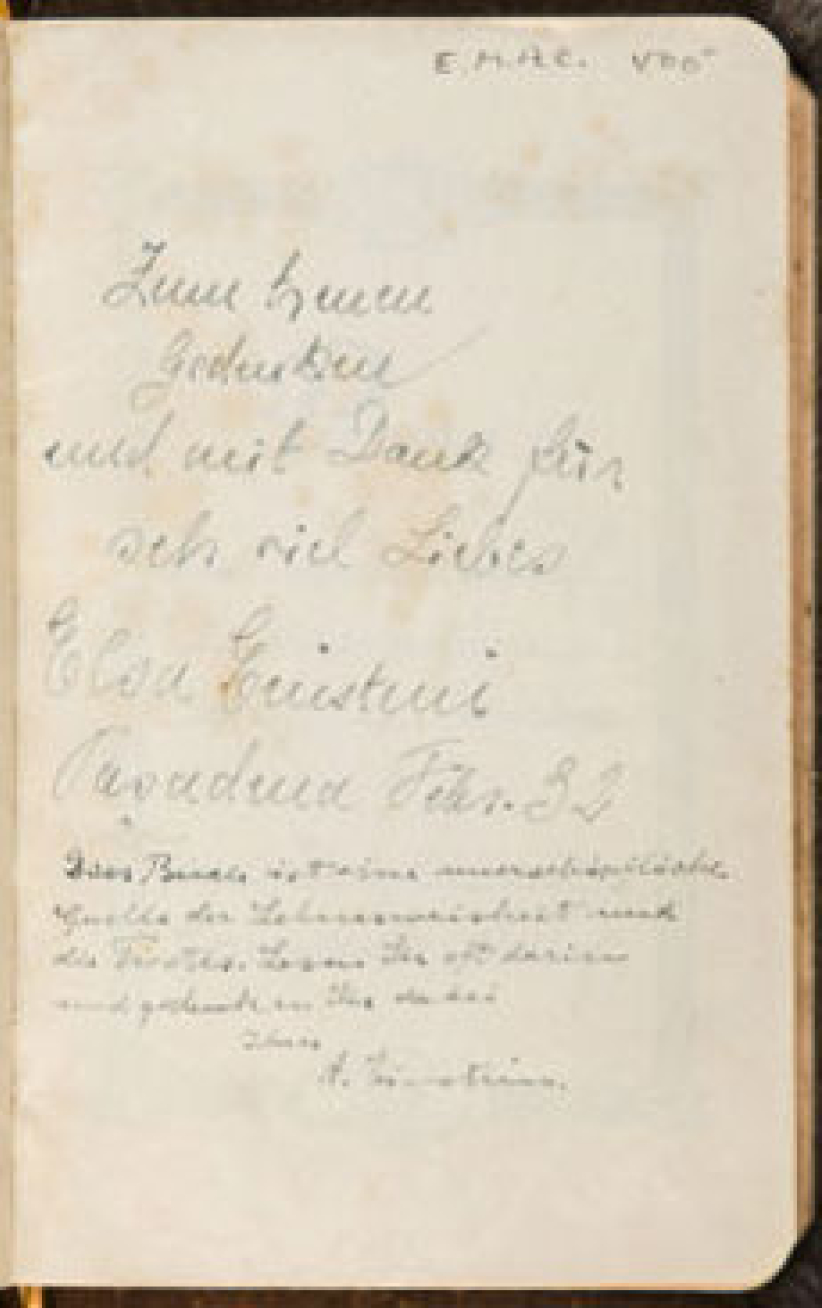 E. M. A. C.
Zum treuen
Gedenken
und mit Dank für
sehr viel Liebes
Elsa Einstein
Pasadena Febr. 32
Dies Buch ist eine unerschöpfliche
Quelle der Lebensweisheit und
des Trostes. Lesen Sie oft darin
und gedenken Sie dabei
Ihres
A. Einstein.